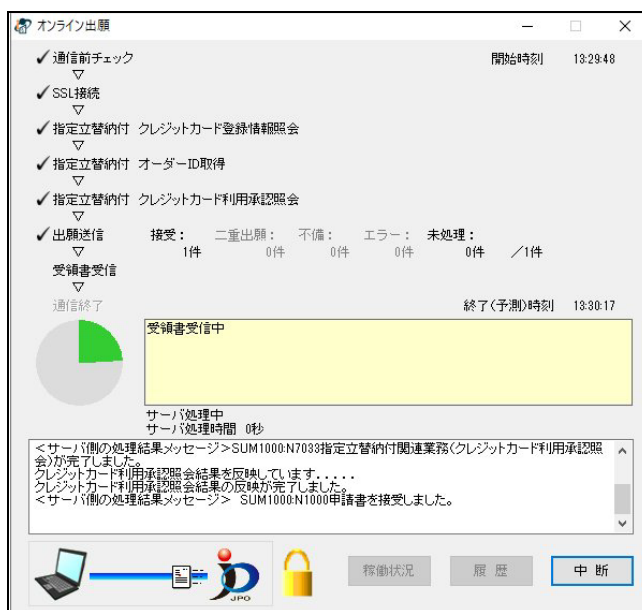 オンライン出願
通信前チェック 開始時刻 13:29:48
▽
SSL接続
▽
指定立替納付 クレジットカード登録情報照会
▽
指定立替納付 オーダーID取得
▽
指定立替納付 クレジットカード利用承認照会
▽
出願送信 接受： 二重出願： 不備： エラー： 未処理：
▽ 1件 0件 0件 0件 0件 ／1件
受領書受信
▽
通信終了 終了(予測)時刻 13:30:17
受領書受信中
サーバ処理中
サーバ処理時間 0秒
＜サーバ側の処理結果メッセージ＞SUM1000:N7033指定立替納付関連業務(クレジットカード利用承認照
会)が完了しました。
クレジットカード利用承認照会結果を反映しています．．．．．
クレジットカード利用承認照会結果の反映が完了しました。
＜サーバ側の処理結果メッセージ＞ SUM1000:N1000申請書を接受しました。
JPO 稼働状況 履 歴 中 断